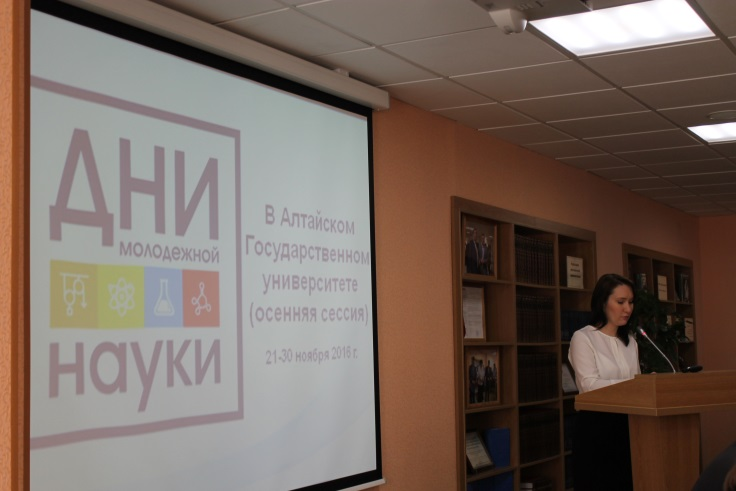 ДНИ
МОЛОДЕЖНОЙ
НАУКИ
В Алтайском
Государственном
университете
(осенняя сессия)
21-30 ноября 2016 г.